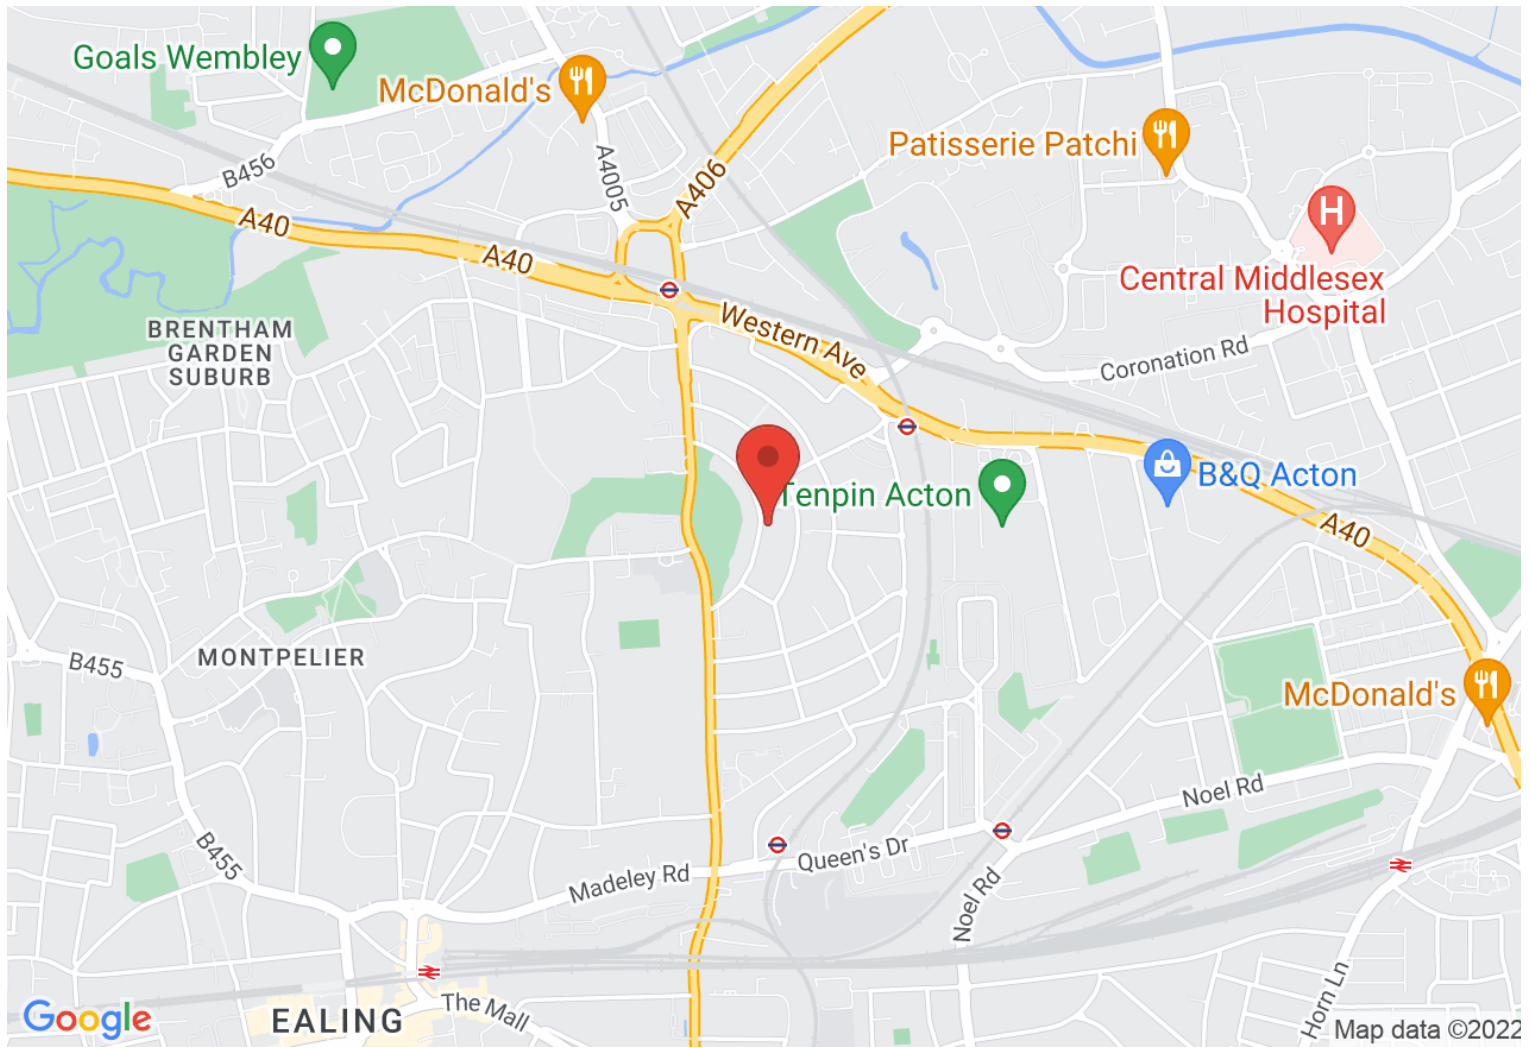 Goals Wembley
McDonald's
B456
A4005
A406
Patisserie Patchi
H
A40
A40
Central Middlesex
Hospital
Western Ave
BRENTHAM
GARDEN
SUBURB
Coronation Rd
Tenpin Acton
B&Q Acton
A40
MONTPELIER
B455
McDonald's
Noel Rd
B455
Queen's Dr
Madeley Rd
Noel Rd
Horn Ln
The Mall
EALING
Google
Map data ©2022